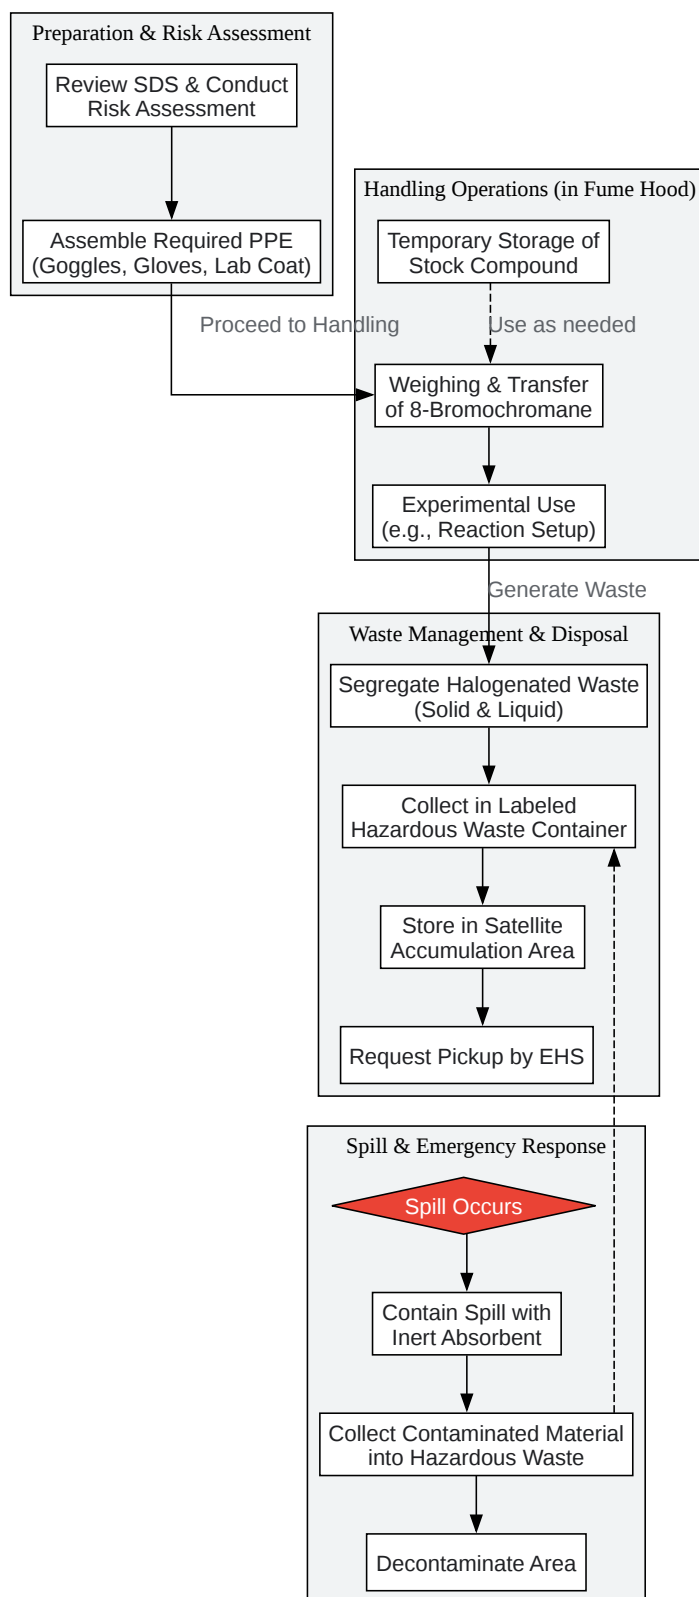 Preparation & Risk Assessment
Review SDS & Conduct
Risk Assessment
Assemble Required PPE
(Goggles, Gloves, Lab Coat)
Proceed to Handling
Handling Operations (in Fume Hood)
Temporary Storage of
Stock Compound
Use as needed
Weighing & Transfer
of 8-Bromochromane
Experimental Use
(e.g., Reaction Setup)
Generate Waste
Waste Management & Disposal
Segregate Halogenated Waste
(Solid & Liquid)
Collect in Labeled
Hazardous Waste Container
Store in Satellite
Accumulation Area
Request Pickup by EHS
Spill & Emergency Response
Spill Occurs
Contain Spill with
Inert Absorbent
Collect Contaminated Material
into Hazardous Waste
Decontaminate Area